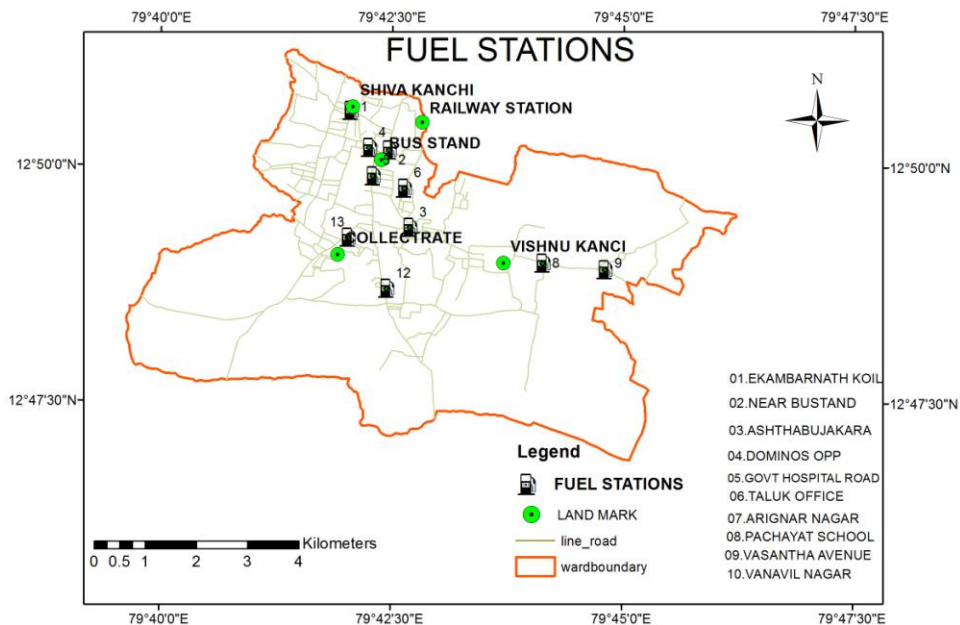 79°40'0"E 79°42'30"E 79°45'0"E 79°47'30"E
FUEL STATIONS
N
SHIVA KANCHI
1
RAILWAY STATION
4
BUS STAND
2
12°50'0"N 12°50'0"N
6
3
13
OLLECTRATE
VISHNU KANCI
8
9
12
01.EKAMBARNATH KOIL
12°47'30"N 12°47'30"N
02.NEAR BUSTAND
03.ASHTHABUJAKARA
04.DOMINOS OPP
05.GOVT HOSPITAL ROAD
06.TALUK OFFICE
07.ARIGNAR NAGAR
08.PACHAYAT SCHOOL
09.VASANTHA AVENUE
10.VANAVIL NAGAR
Legend
FUEL STATIONS
LAND MARK
line_road
wardboundary
Kilometers
0 0.5 1 2 3 4
79°40'0"E 79°42'30"E 79°45'0"E 79°47'30"E